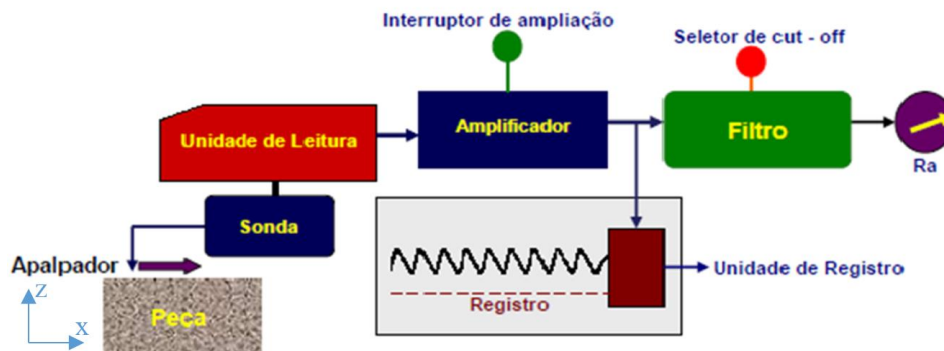 Interruptor de ampliação
Seletor de cut - off
Unidade de Leitura
Amplificador
Filtro
Ra
Sonda
Apalpador
Unidade de Registro
Registro
Peça
z
x